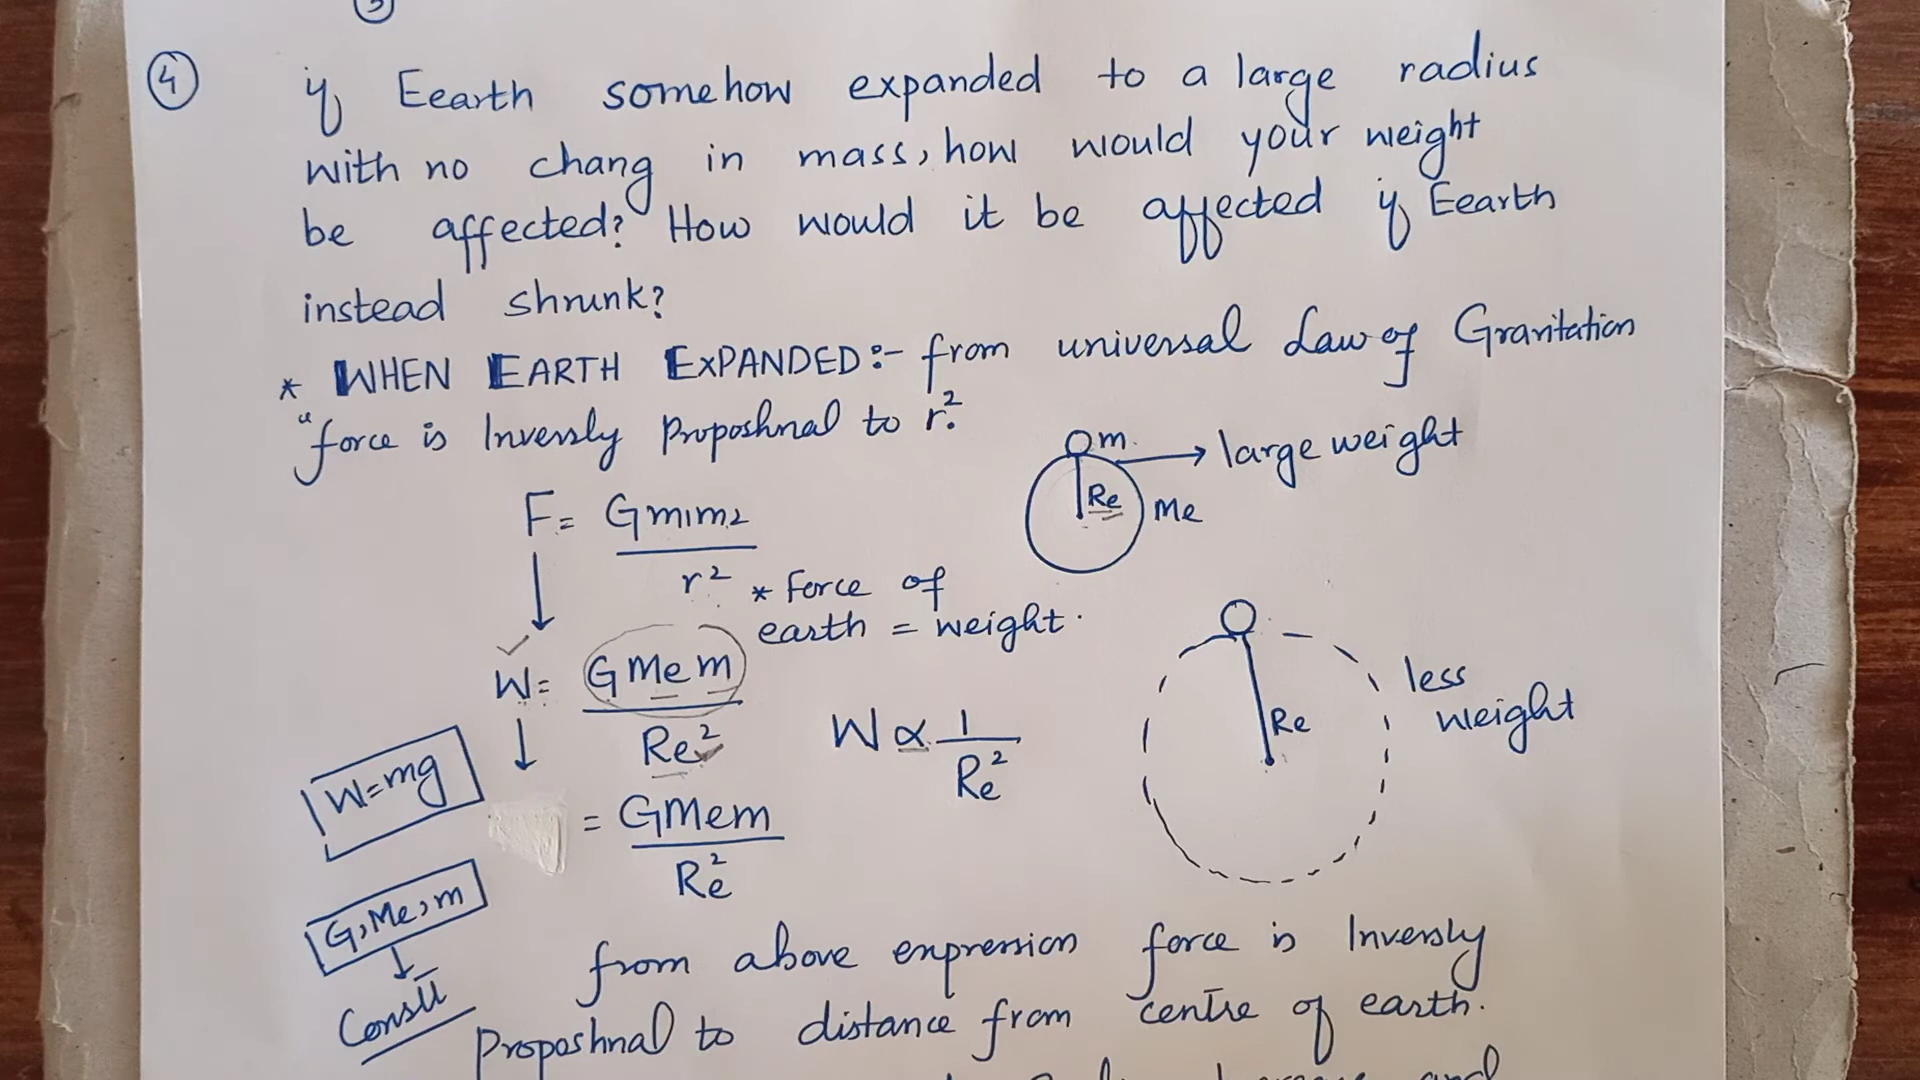 ④
if Eearth somehow expanded to a large radius
with no chang in mass, how would your weight
be affected? How would it be affected if Eearth
instead shrunk?
* WHEN EARTH EXPANDED:- from universal Law of Gravitation
"force is Inversly Proposhnal to r².
m.
→ large weight
Re
Me
F = Gm1m2
r²
* Force of
earth = weight.
W = GMem
Re²
W ∝ 1
Re²
less
weight
Re
W=mg
= GMem
Re²
G, Me, m
from above expression force is Inversly
Proposhnal to distance from centre of earth.